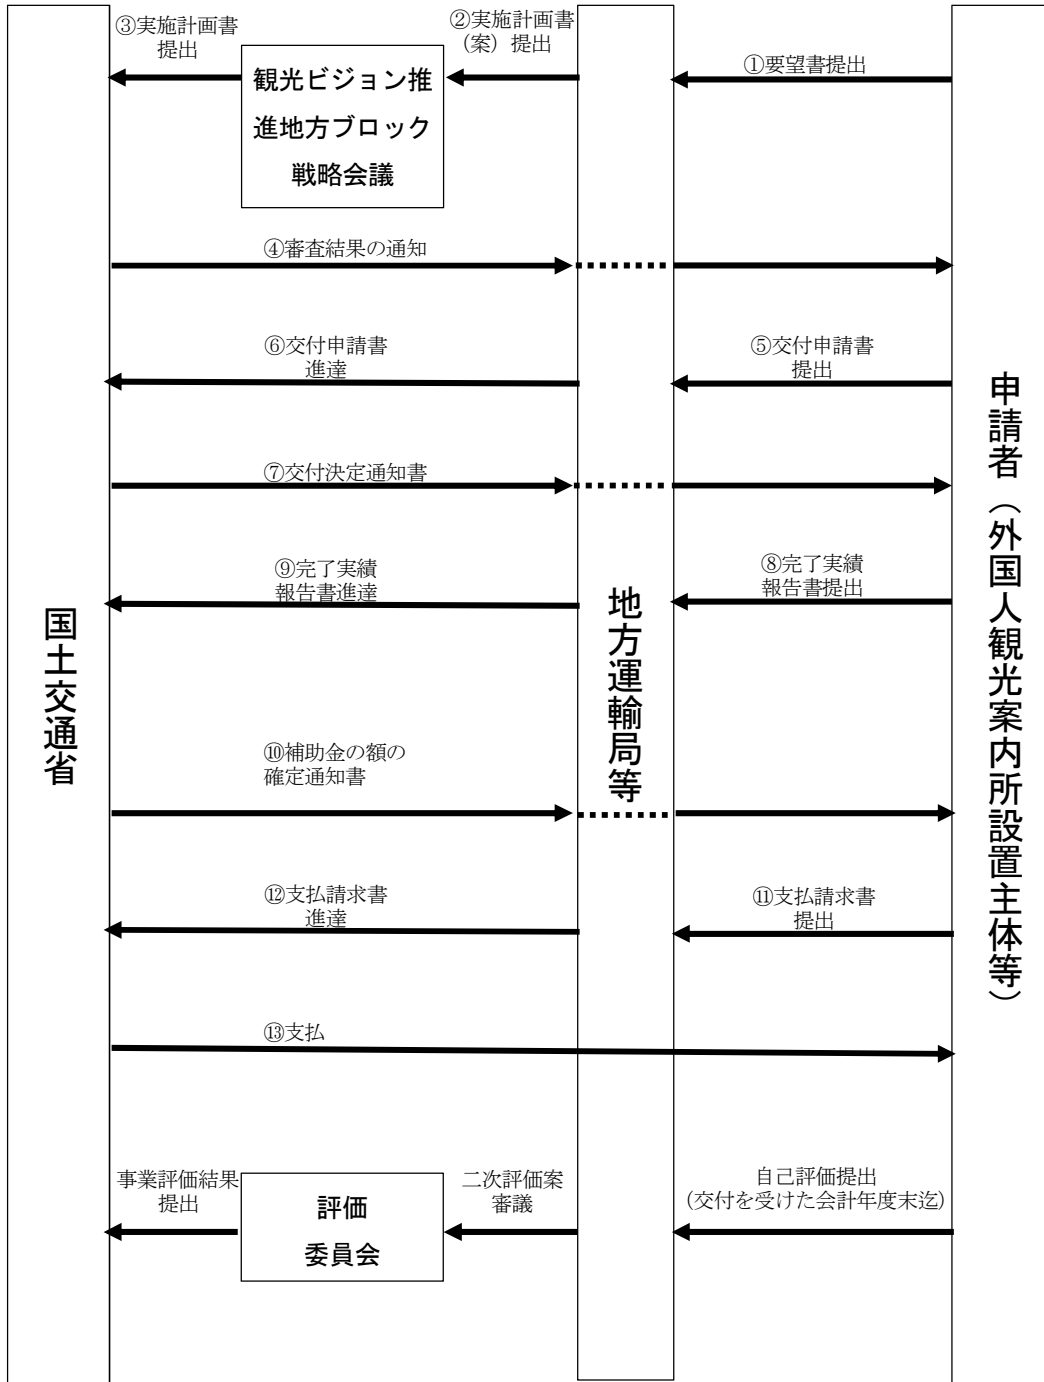 ③実施計画書
提出
②実施計画書
（案）提出
①要望書提出
観光ビジョン推
進地方ブロック
戦略会議
④審査結果の通知
⑥交付申請書
進達
⑤交付申請書
提出
⑦交付決定通知書
⑨完了実績
報告書進達
⑧完了実績
報告書提出
国土交通省
地方運輸局等
申請者（外国人観光案内所設置主体等）
⑩補助金の額の
確定通知書
⑫支払請求書
進達
⑪支払請求書
提出
⑬支払
事業評価結果
提出
評価
委員会
二次評価案
審議
自己評価提出
（交付を受けた会計年度末迄）